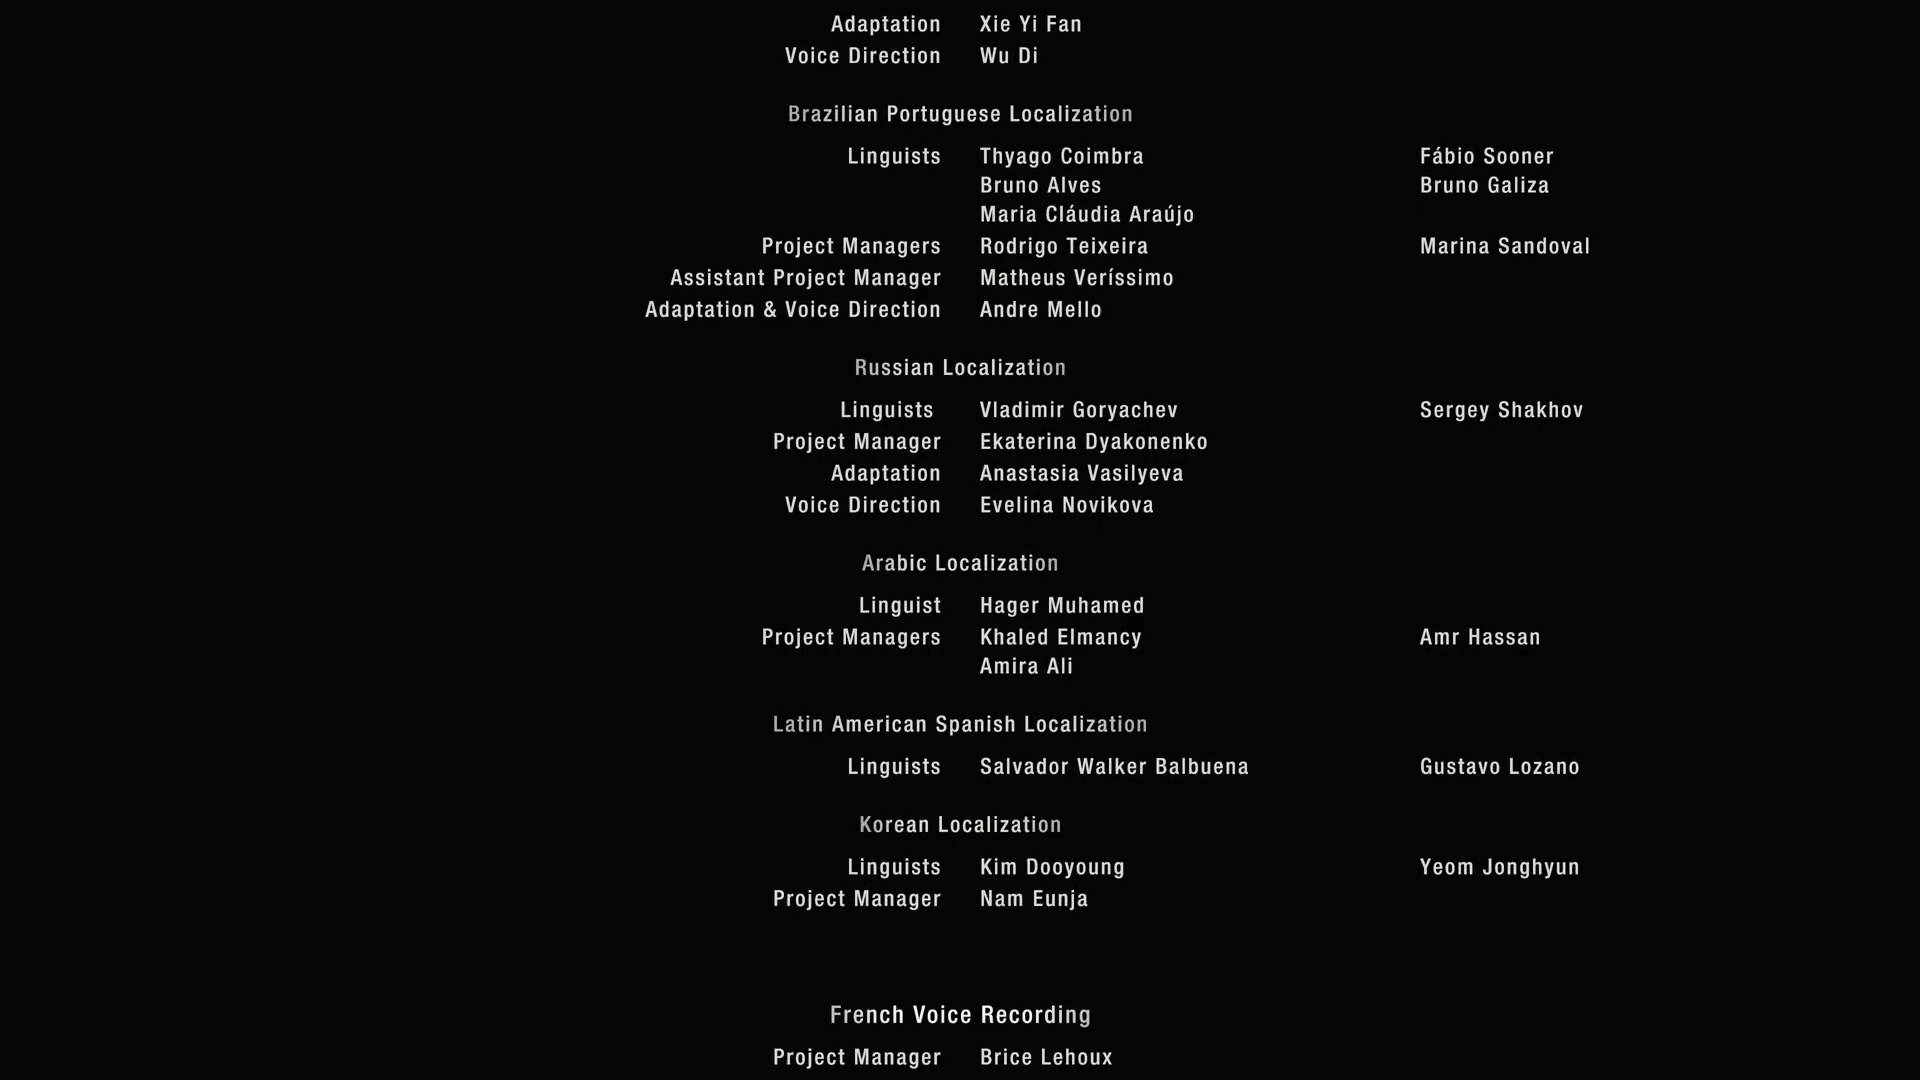 Adaptation Xie Yi Fan
Voice Direction Wu Di
Brazilian Portuguese Localization
Linguists Thyago Coimbra Fábio Sooner
Bruno Alves Bruno Galiza
Maria Cláudia Araújo
Project Managers Rodrigo Teixeira Marina Sandoval
Assistant Project Manager Matheus Veríssimo
Adaptation & Voice Direction Andre Mello
Russian Localization
Linguists Vladimir Goryachev Sergey Shakhov
Project Manager Ekaterina Dyakonenko
Adaptation Anastasia Vasilyeva
Voice Direction Evelina Novikova
Arabic Localization
Linguist Hager Muhamed
Project Managers Khaled Elmancy Amr Hassan
Amira Ali
Latin American Spanish Localization
Linguists Salvador Walker Balbuena Gustavo Lozano
Korean Localization
Linguists Kim Dooyoung Yeom Jonghyun
Project Manager Nam Eunja
French Voice Recording
Project Manager Brice Lehoux